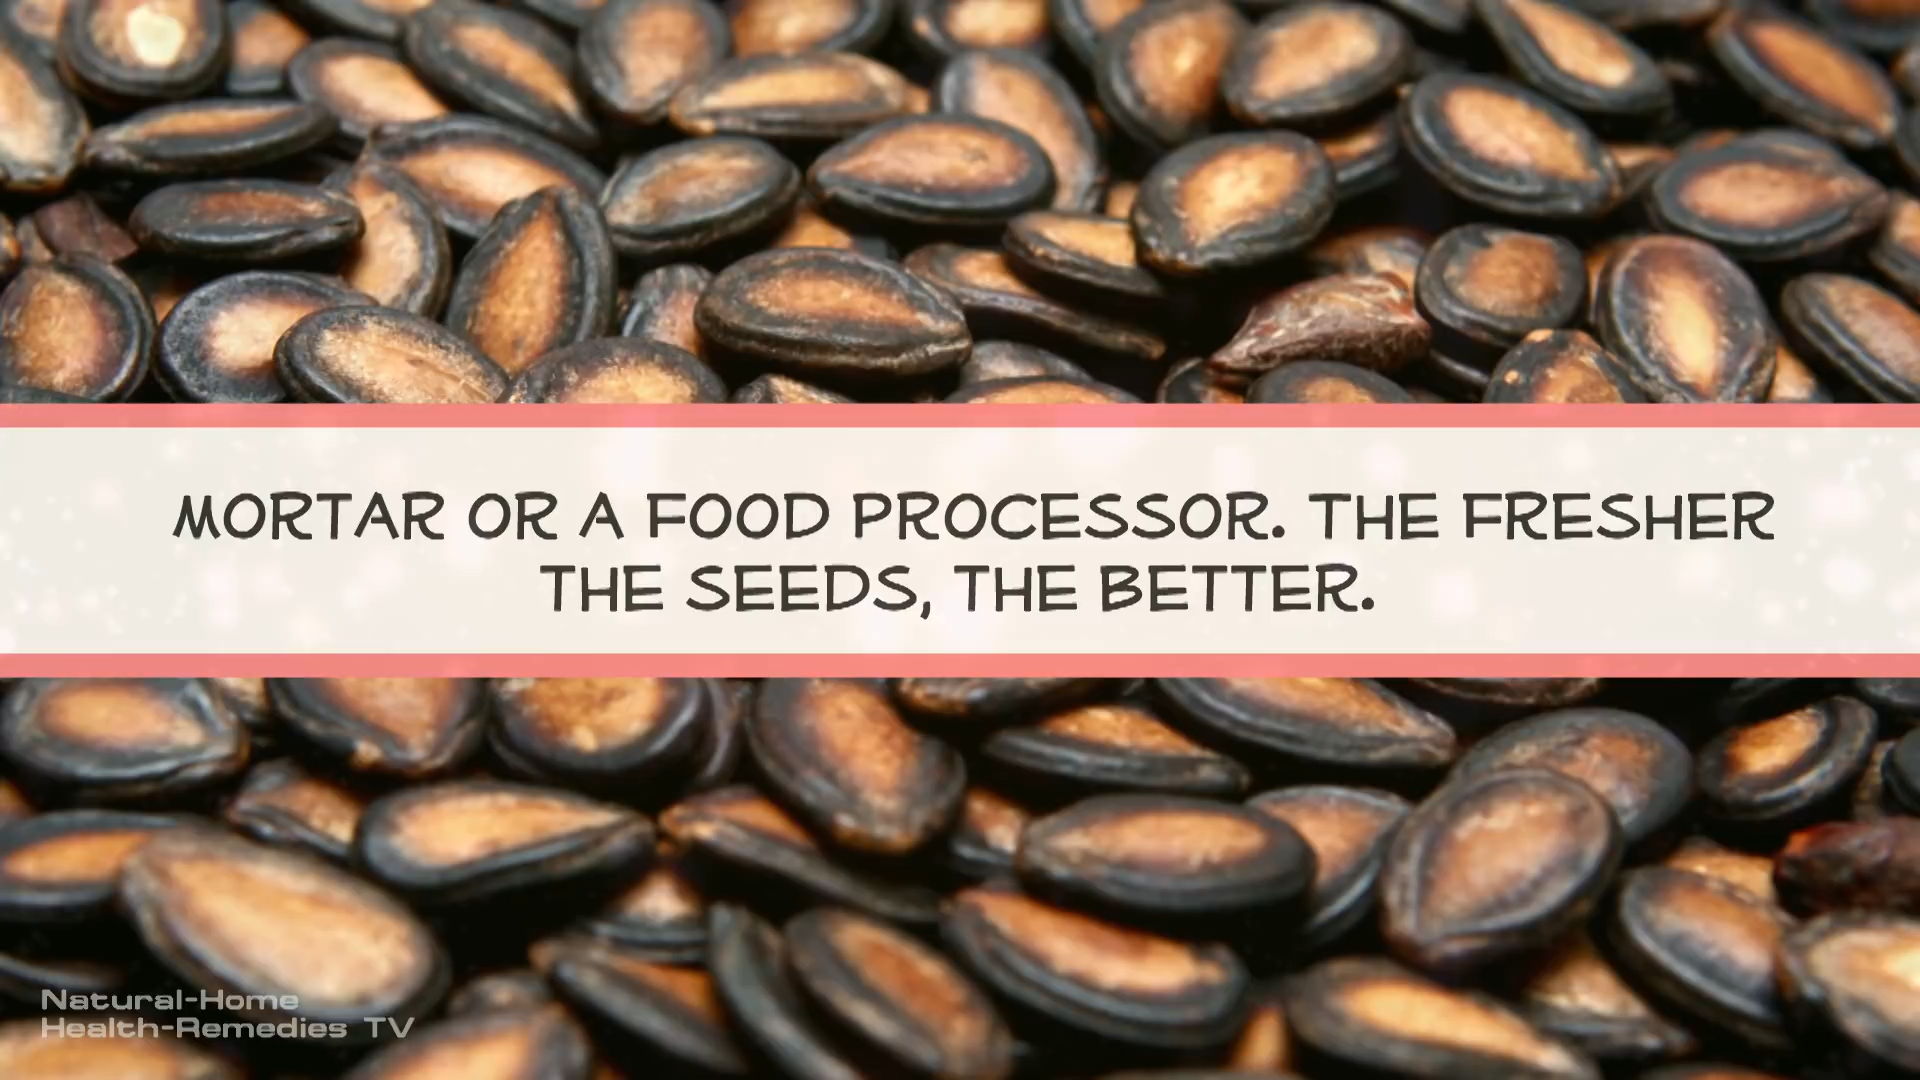 MORTAR OR A FOOD PROCESSOR. THE FRESHER
THE SEEDS, THE BETTER.
Natural-Home
Health-Remedies TV